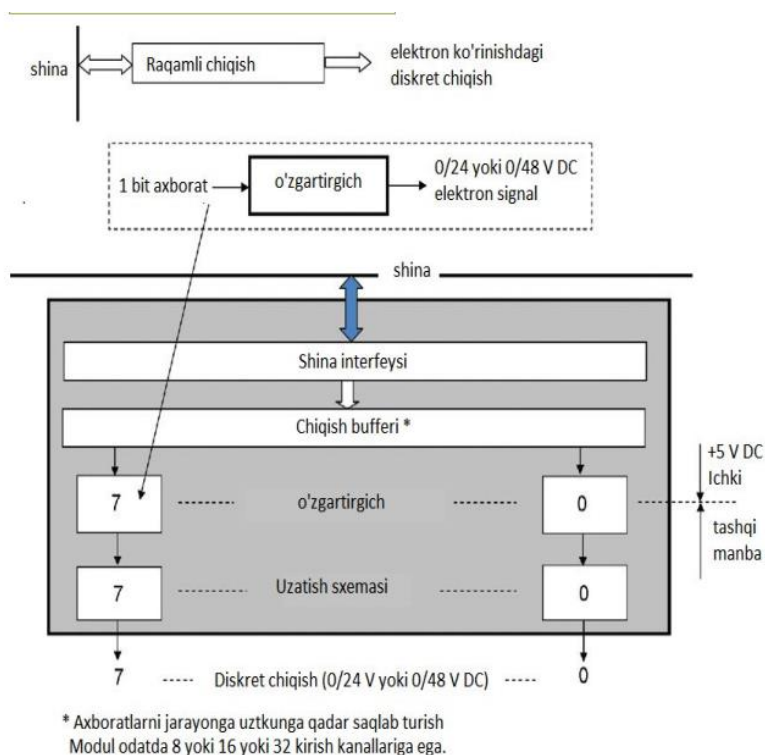 shina
Raqamli chiqish
elektron ko'rinishdagi
diskret chiqish
1 bit axborat
o'zgartirgich
0/24 yoki 0/48 V DC
elektron signal
shina
Shina interfeysi
Chiqish bufferi *
+5 V DC
Ichki
7
o'zgartirgich
0
tashqi
manba
7
Uzatish sxemasi
0
7
Diskret chiqish (0/24 V yoki 0/48 V DC)
0
* Axboratlarni jarayonga uztkunga qadar saqlab turish
Modul odatda 8 yoki 16 yoki 32 kirish kanallariga ega.